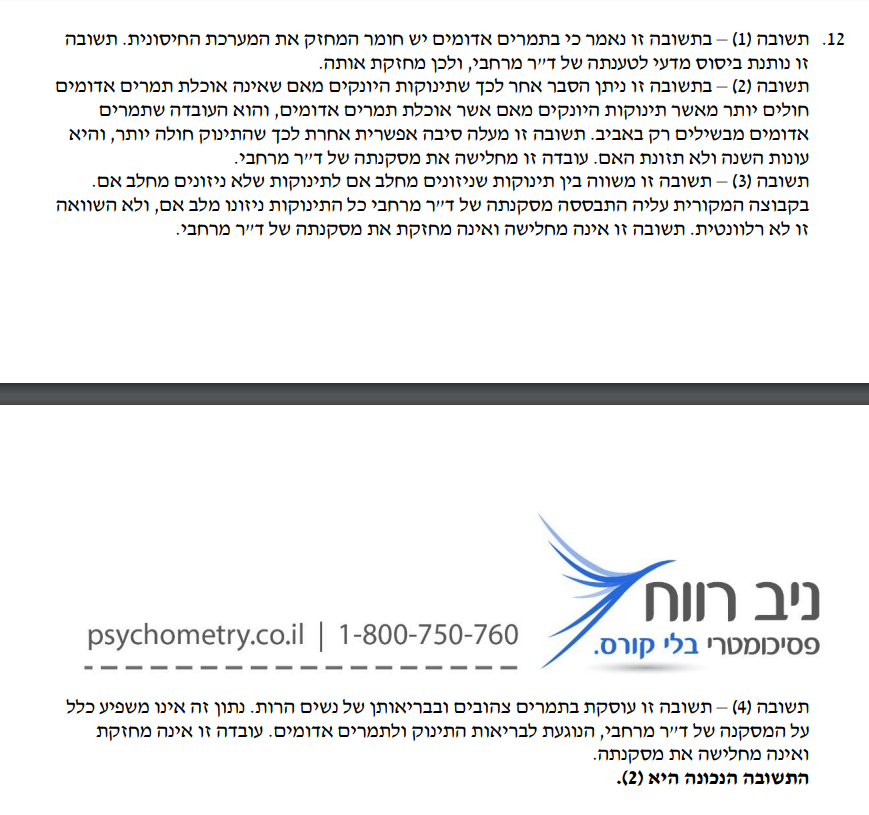 12. תשובה (1) – בתשובה זו נאמר כי בתמרים אדומים יש חומר המחזק את המערכת החיסונית. תשובה
זו נותנת ביסוס מדעי לטענתה של ד״ר מרחבי, ולכן מחזקת אותה.
תשובה (2) – בתשובה זו ניתן הסבר אחר לכך שתינוקות היונקים מאם שאינה אוכלת תמרים אדומים
חולים יותר מאשר תינוקות היונקים מאם אשר אוכלת תמרים אדומים, והוא העובדה שתמרים
אדומים מבשילים רק באביב. תשובה זו מעלה סיבה אפשרית אחרת לכך שהתינוק חולה יותר, והיא
עונות השנה ולא תזונת האם. עובדה זו מחלישה את מסקנתה של ד״ר מרחבי.
תשובה (3) – תשובה זו משווה בין תינוקות שניזונים מחלב אם לתינוקות שלא ניזונים מחלב אם.
בקבוצה המקורית עליה התבססה מסקנתה של ד״ר מרחבי כל התינוקות ניזונו מלב אם, ולא השוואה
זו לא רלוונטית. תשובה זו אינה מחלישה ואינה מחזקת את מסקנתה של ד״ר מרחבי.
ניב רווח
פסיכומטרי בלי קורס.
psychometry.co.il | 1-800-750-760
תשובה (4) – תשובה זו עוסקת בתמרים צהובים ובבריאותן של נשים הרות. נתון זה אינו משפיע כלל
על המסקנה של ד״ר מרחבי, הנוגעת לבריאות התינוק ולתמרים אדומים. עובדה זו אינה מחזקת
ואינה מחלישה את מסקנתה.
התשובה הנכונה היא (2).